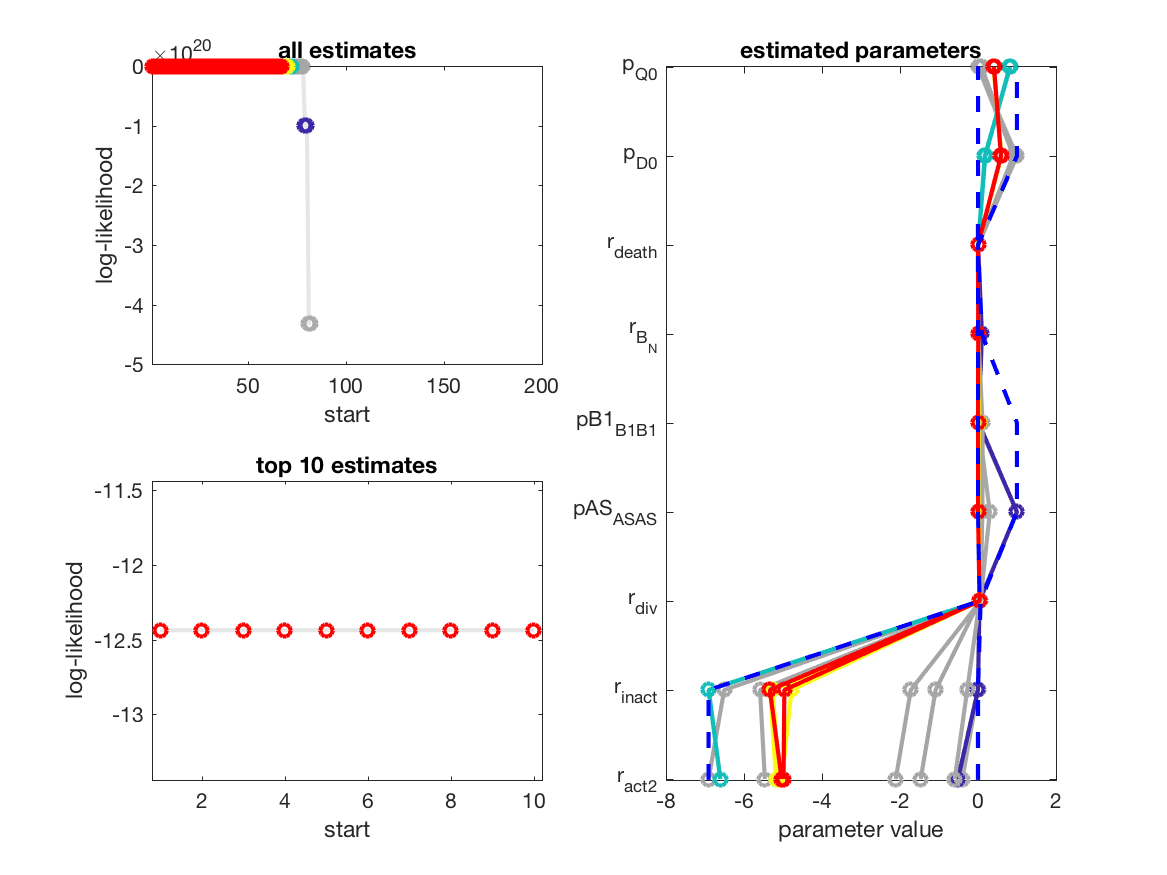 all estimates
×10^20
0
-1
-2
-3
-4
-5
log-likelihood
50
100
150
200
start
top 10 estimates
-11.5
-12
-12.5
-13
log-likelihood
2
4
6
8
10
start
estimated parameters
p_Q0
p_D0
r_death
r_B_N
pB1_B1B1
pAS_ASAS
r_div
r_inact
r_act2
-8
-6
-4
-2
0
2
parameter value